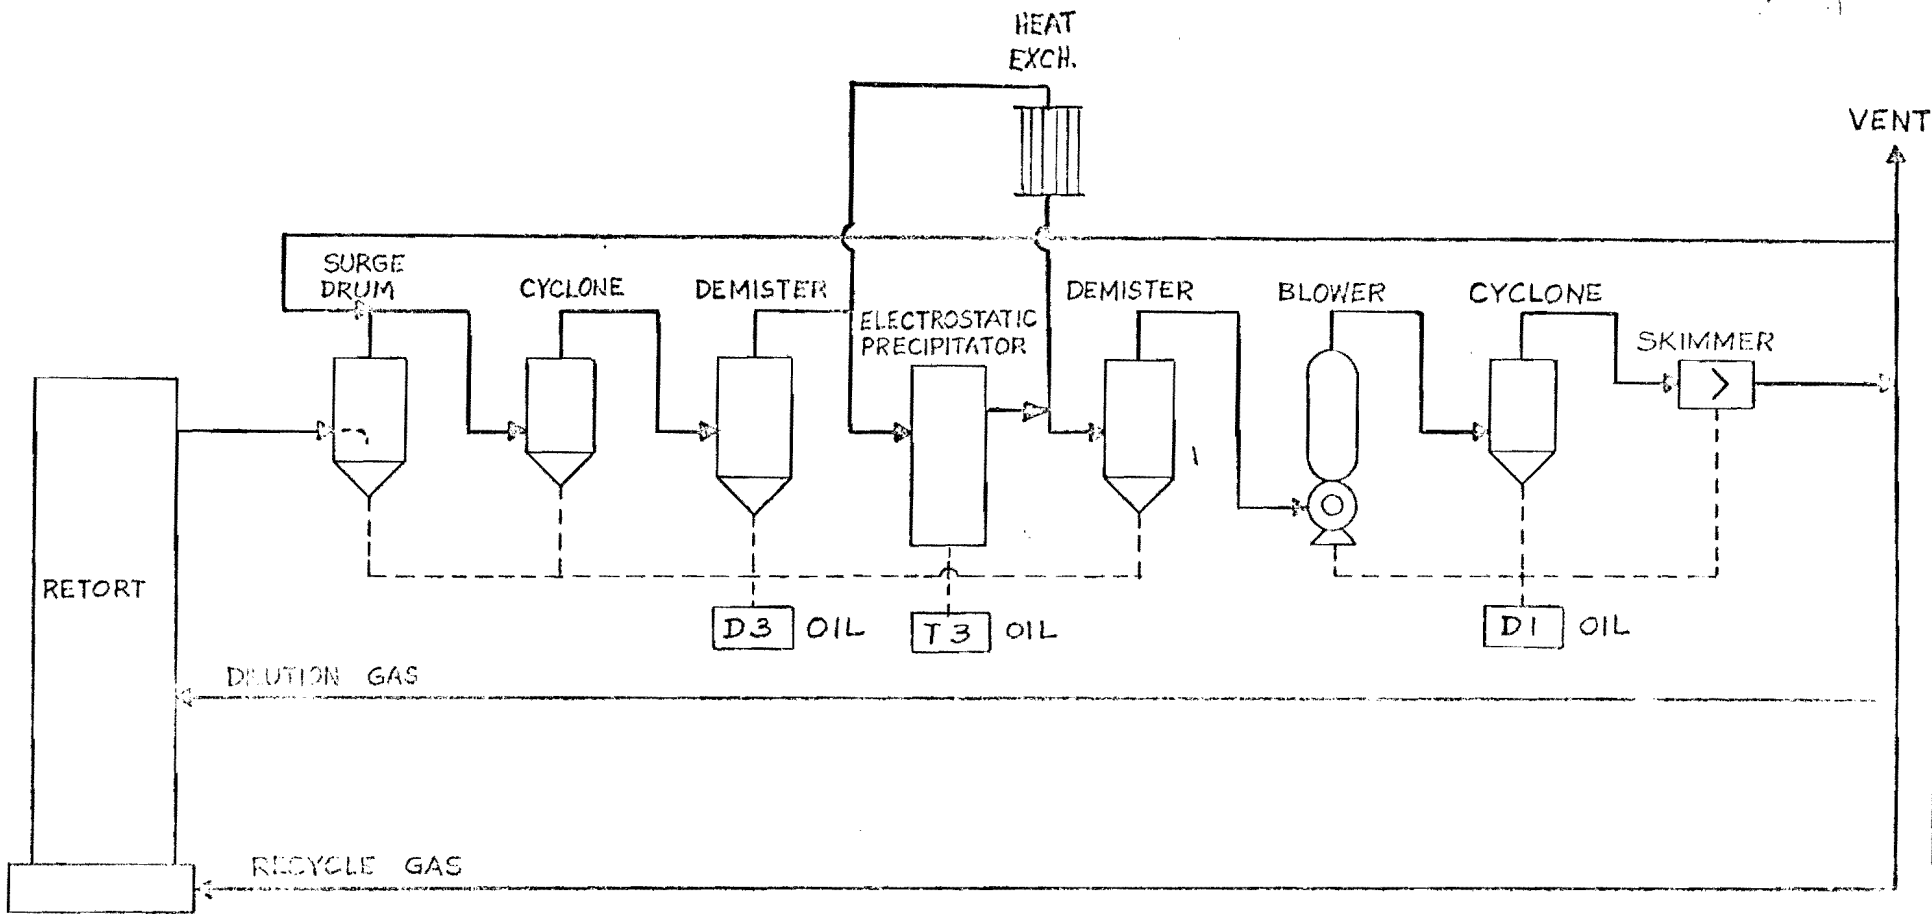 HEAT
EXCH.
VENT
SURGE
DRUM
CYCLONE
DEMISTER
ELECTROSTATIC
PRECIPITATOR
DEMISTER
BLOWER
CYCLONE
SKIMMER
>
RETORT
D3 OIL
T3 OIL
D1 OIL
DILUTION GAS
RECYCLE GAS